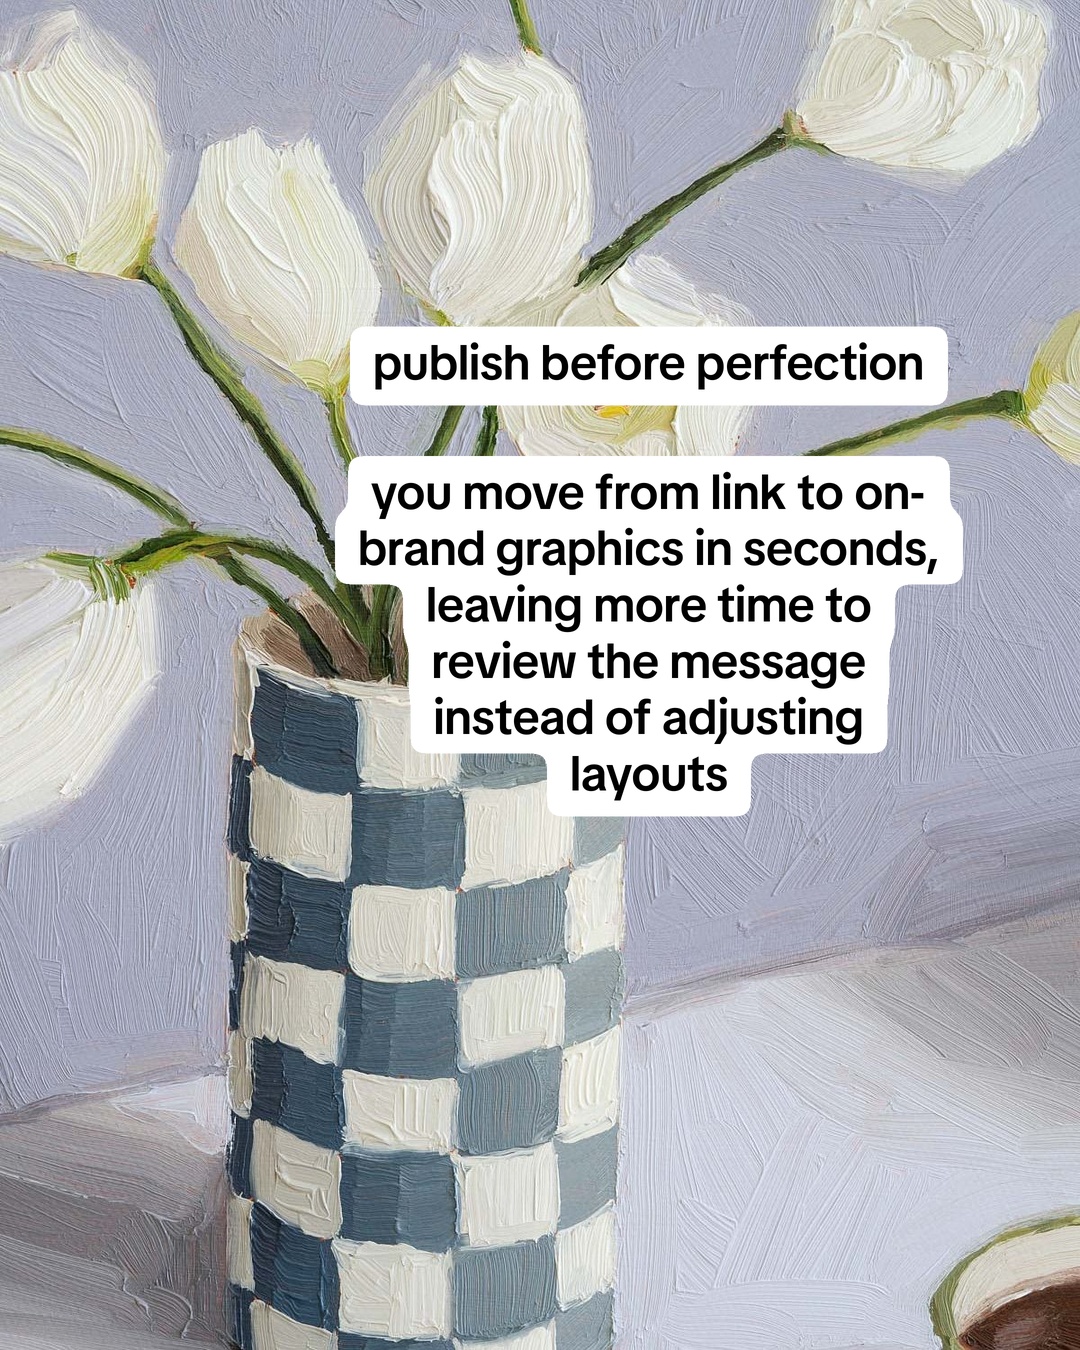 publish before perfection
you move from link to on-
brand graphics in seconds,
leaving more time to
review the message
instead of adjusting
layouts